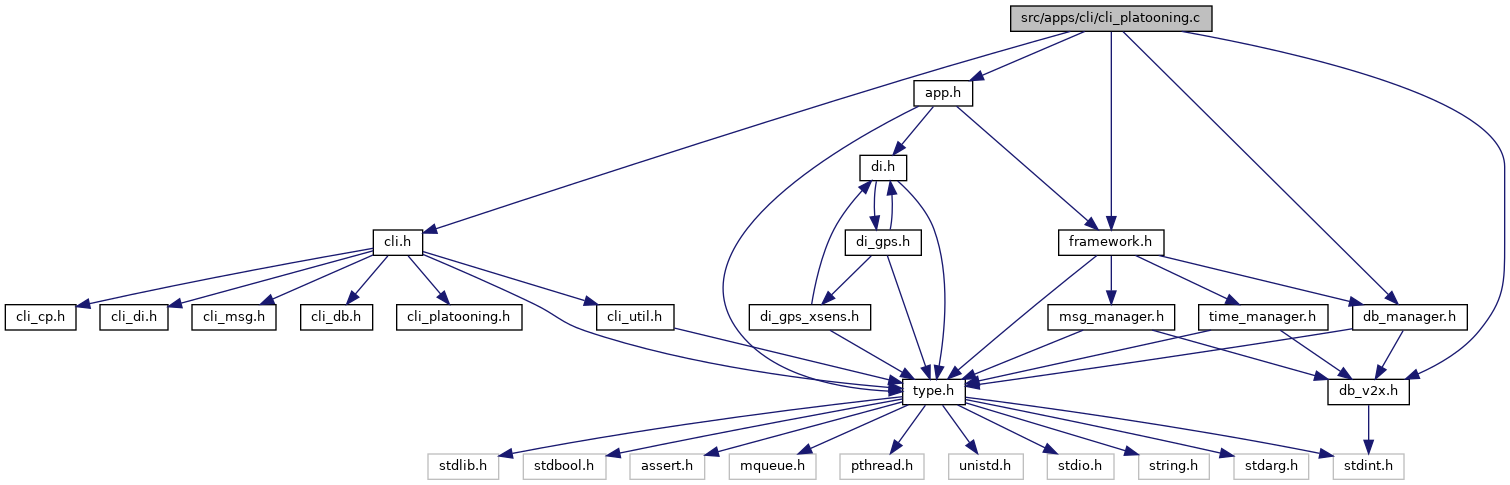 src/apps/cli/cli_platooning.c
app.h
di.h
cli.h
di_gps.h
framework.h
cli_cp.h
cli_di.h
cli_msg.h
cli_db.h
cli_platooning.h
cli_util.h
di_gps_xsens.h
msg_manager.h
time_manager.h
db_manager.h
type.h
db_v2x.h
stdlib.h
stdbool.h
assert.h
mqueue.h
pthread.h
unistd.h
stdio.h
string.h
stdarg.h
stdint.h